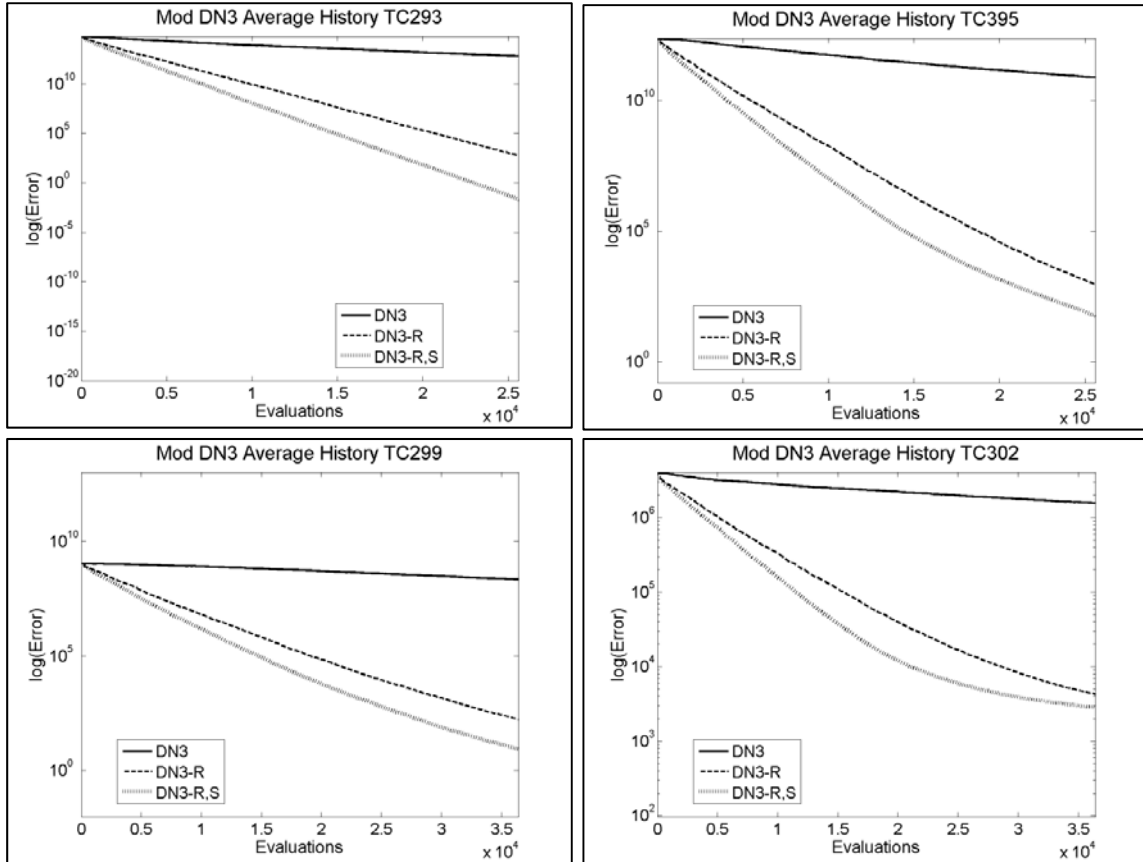 Mod DN3 Average History TC293
10^10
10^5
10^0
10^-5
10^-10
10^-15
10^-20
log(Error)
DN3
DN3-R
DN3-R,S
0 0.5 1 1.5 2 2.5
Evaluations
x 10^4
Mod DN3 Average History TC395
10^10
10^5
10^0
log(Error)
DN3
DN3-R
DN3-R,S
0 0.5 1 1.5 2 2.5
Evaluations
x 10^4
Mod DN3 Average History TC299
10^10
10^5
10^0
log(Error)
DN3
DN3-R
DN3-R,S
0 0.5 1 1.5 2 2.5 3 3.5
Evaluations
x 10^4
Mod DN3 Average History TC302
10^6
10^5
10^4
10^3
10^2
log(Error)
DN3
DN3-R
DN3-R,S
0 0.5 1 1.5 2 2.5 3 3.5
Evaluations
x 10^4